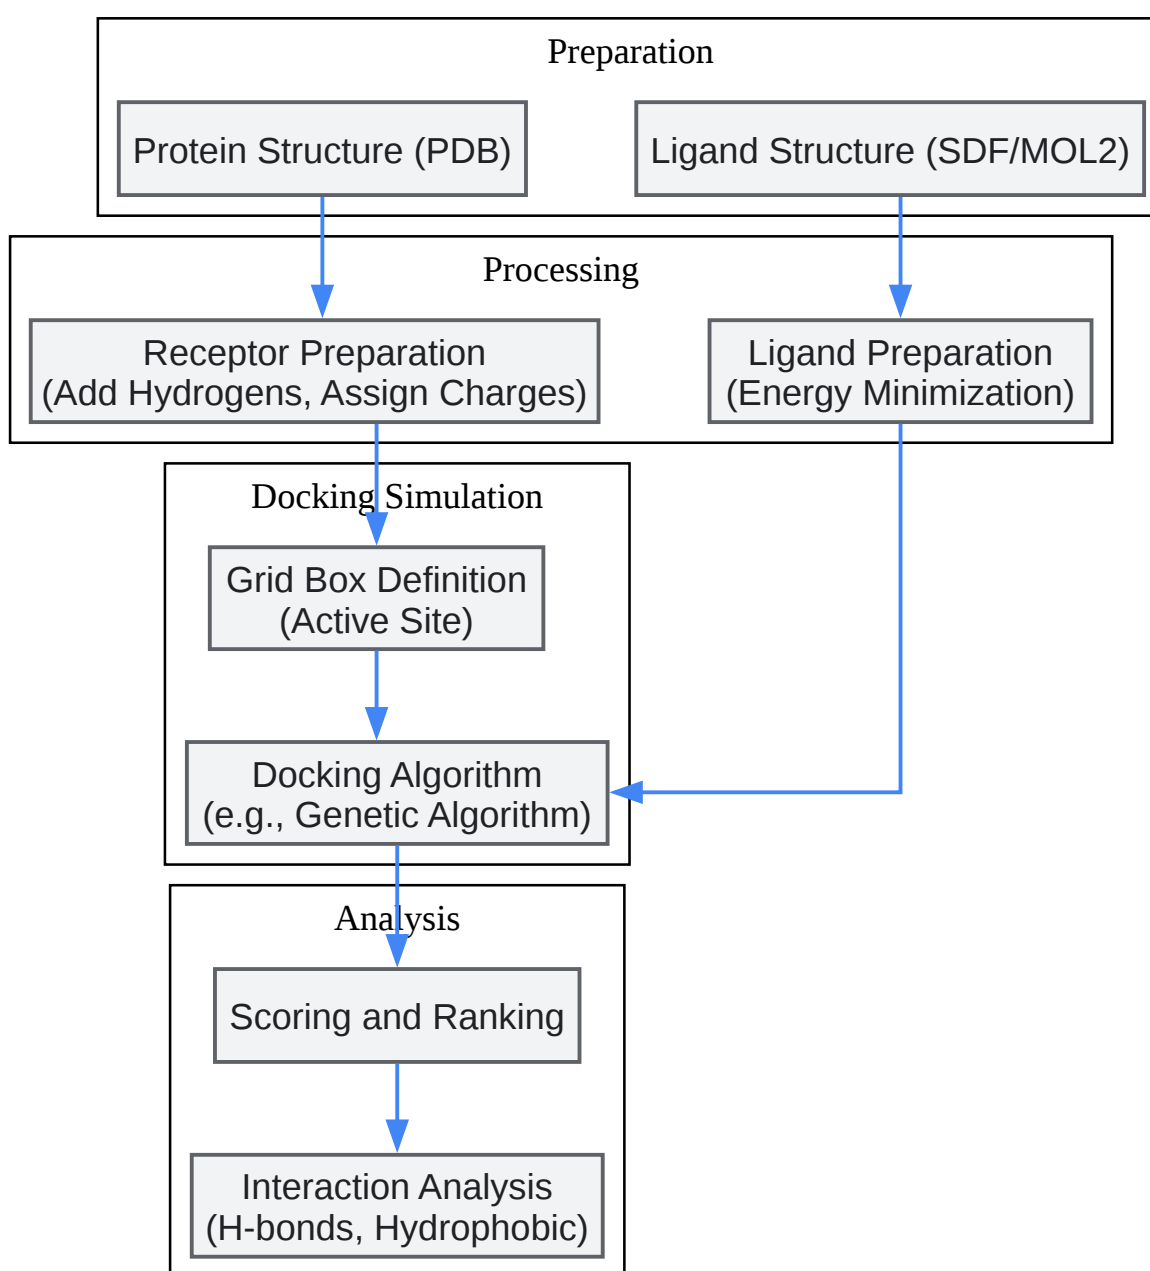 Preparation
Protein Structure (PDB)
Ligand Structure (SDF/MOL2)
Processing
Receptor Preparation
(Add Hydrogens, Assign Charges)
Ligand Preparation
(Energy Minimization)
Docking Simulation
Grid Box Definition
(Active Site)
Docking Algorithm
(e.g., Genetic Algorithm)
Analysis
Scoring and Ranking
Interaction Analysis
(H-bonds, Hydrophobic)